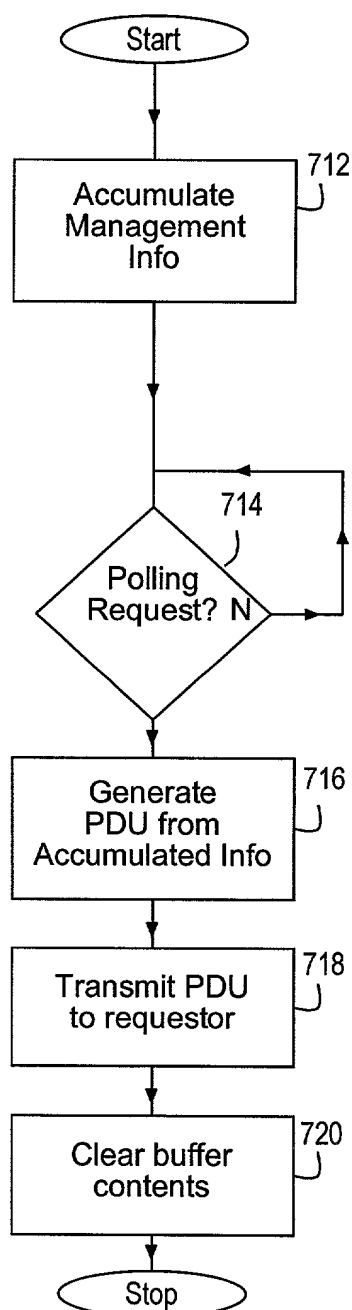 Start
712
Accumulate
Management
Info
714
Polling
Request? N
716
Generate
PDU from
Accumulated Info
718
Transmit PDU
to requestor
720
Clear buffer
contents
Stop